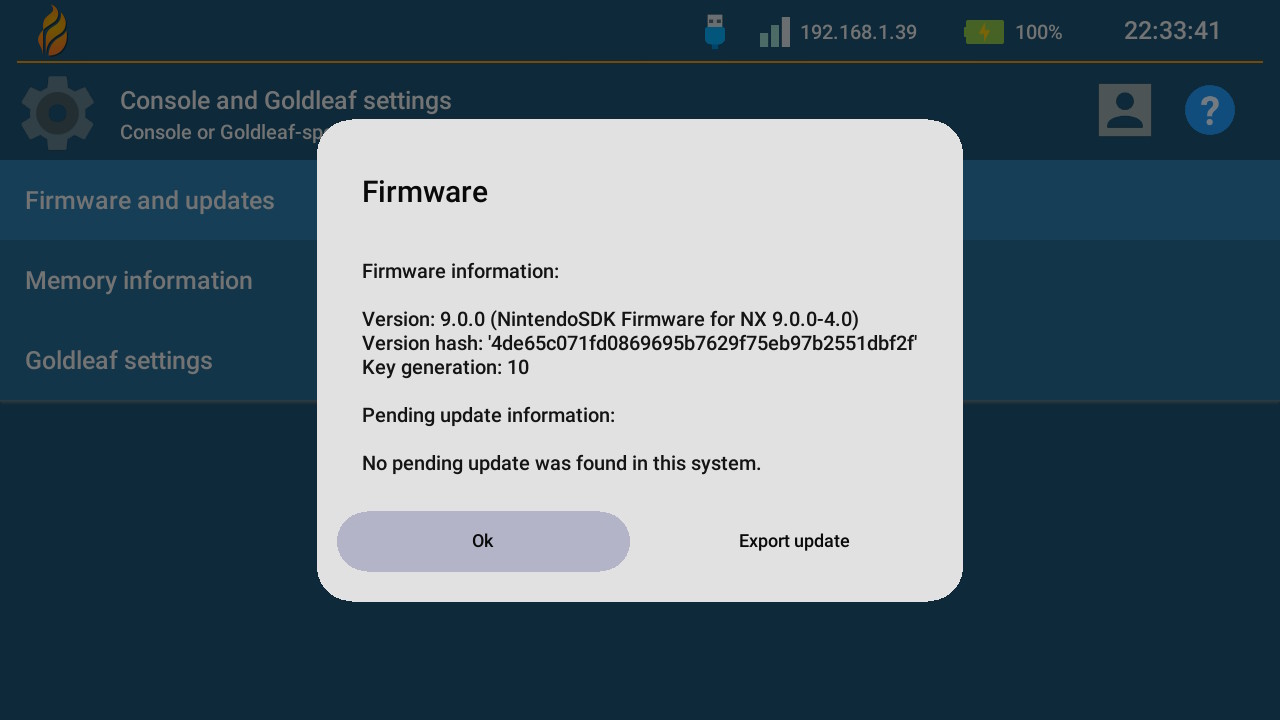 192.168.1.39 100% 22:33:41
Console and Goldleaf settings
Console or Goldleaf-sp
?
Firmware and updates
Memory information
Goldleaf settings
Firmware
Firmware information:
Version: 9.0.0 (NintendoSDK Firmware for NX 9.0.0-4.0)
Version hash: '4de65c071fd0869695b7629f75eb97b2551dbf2f'
Key generation: 10
Pending update information:
No pending update was found in this system.
Ok Export update